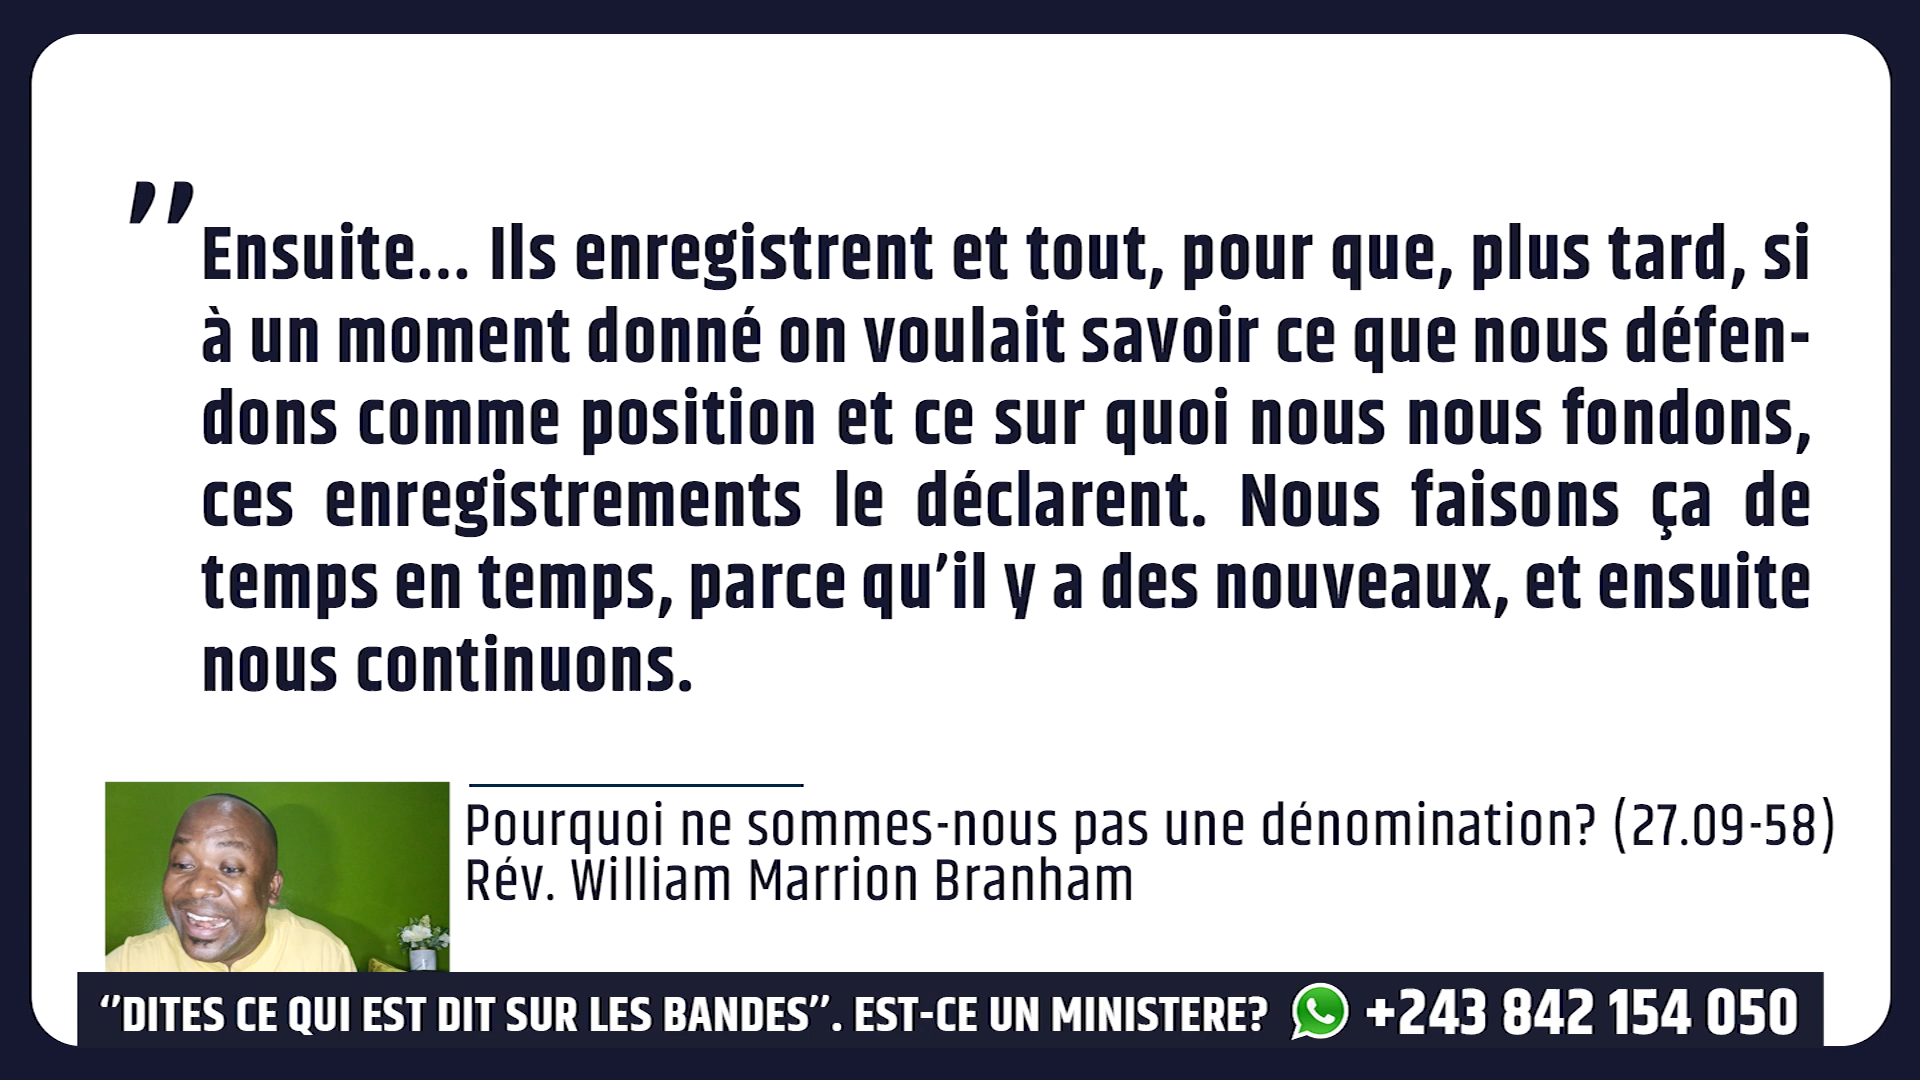 ’’
Ensuite... Ils enregistrent et tout, pour que, plus tard, si
à un moment donné on voulait savoir ce que nous défen-
dons comme position et ce sur quoi nous nous fondons,
ces enregistrements le déclarent. Nous faisons ça de
temps en temps, parce qu’il y a des nouveaux, et ensuite
nous continuons.
Pourquoi ne sommes-nous pas une dénomination? (27.09-58)
Rév. William Marrion Branham
‘’DITES CE QUI EST DIT SUR LES BANDES’’. EST-CE UN MINISTERE? +243 842 154 050